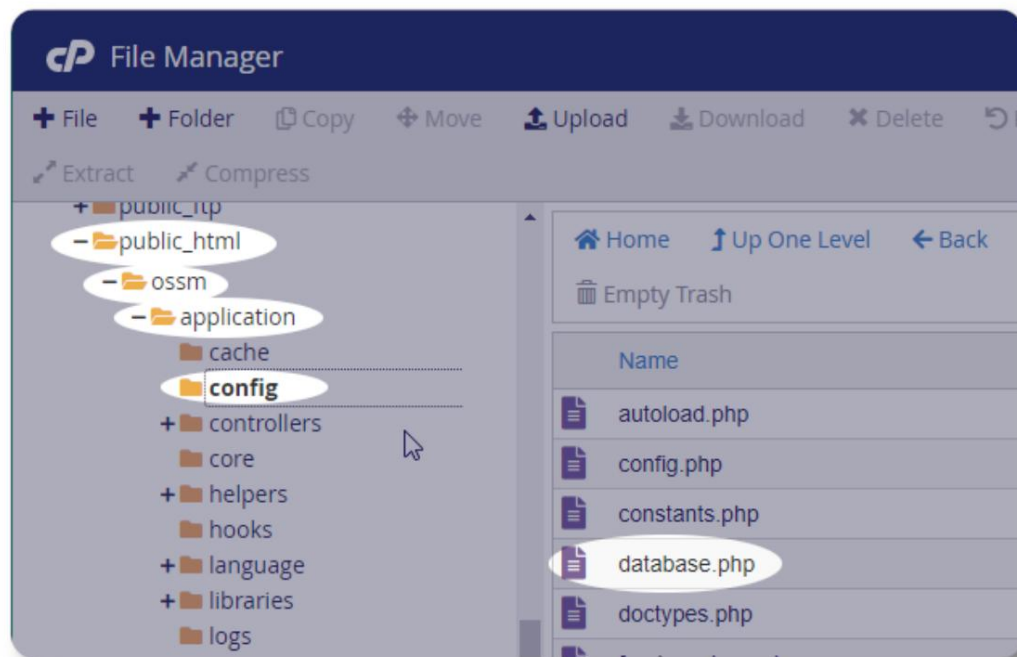 cP File Manager
File Folder Copy Move Upload Download Delete
Extract Compress
public_ftp
public_html
ossm
application
cache
config
controllers
core
helpers
hooks
language
libraries
logs
Home Up One Level Back
Empty Trash
Name
autoload.php
config.php
constants.php
database.php
doctypes.php